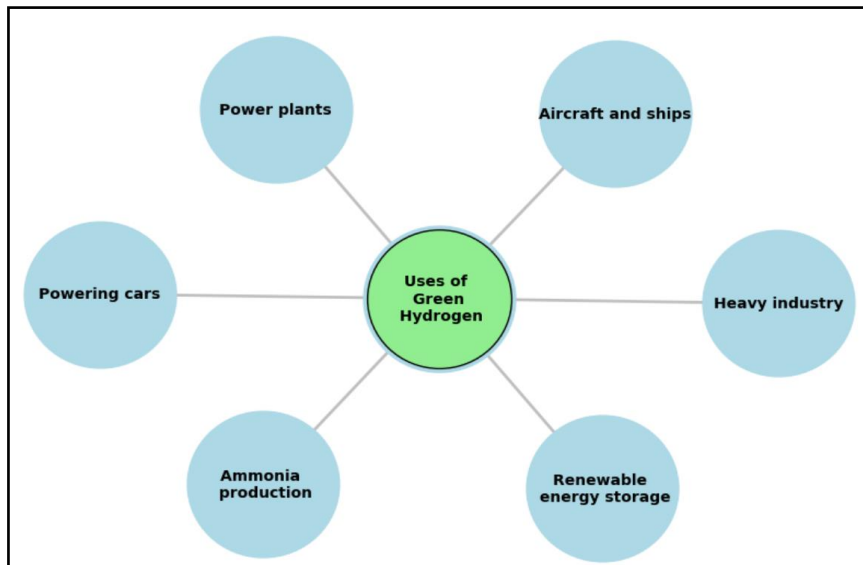 Power plants
Aircraft and ships
Powering cars
Uses of
Green
Hydrogen
Heavy industry
Ammonia
production
Renewable
energy storage